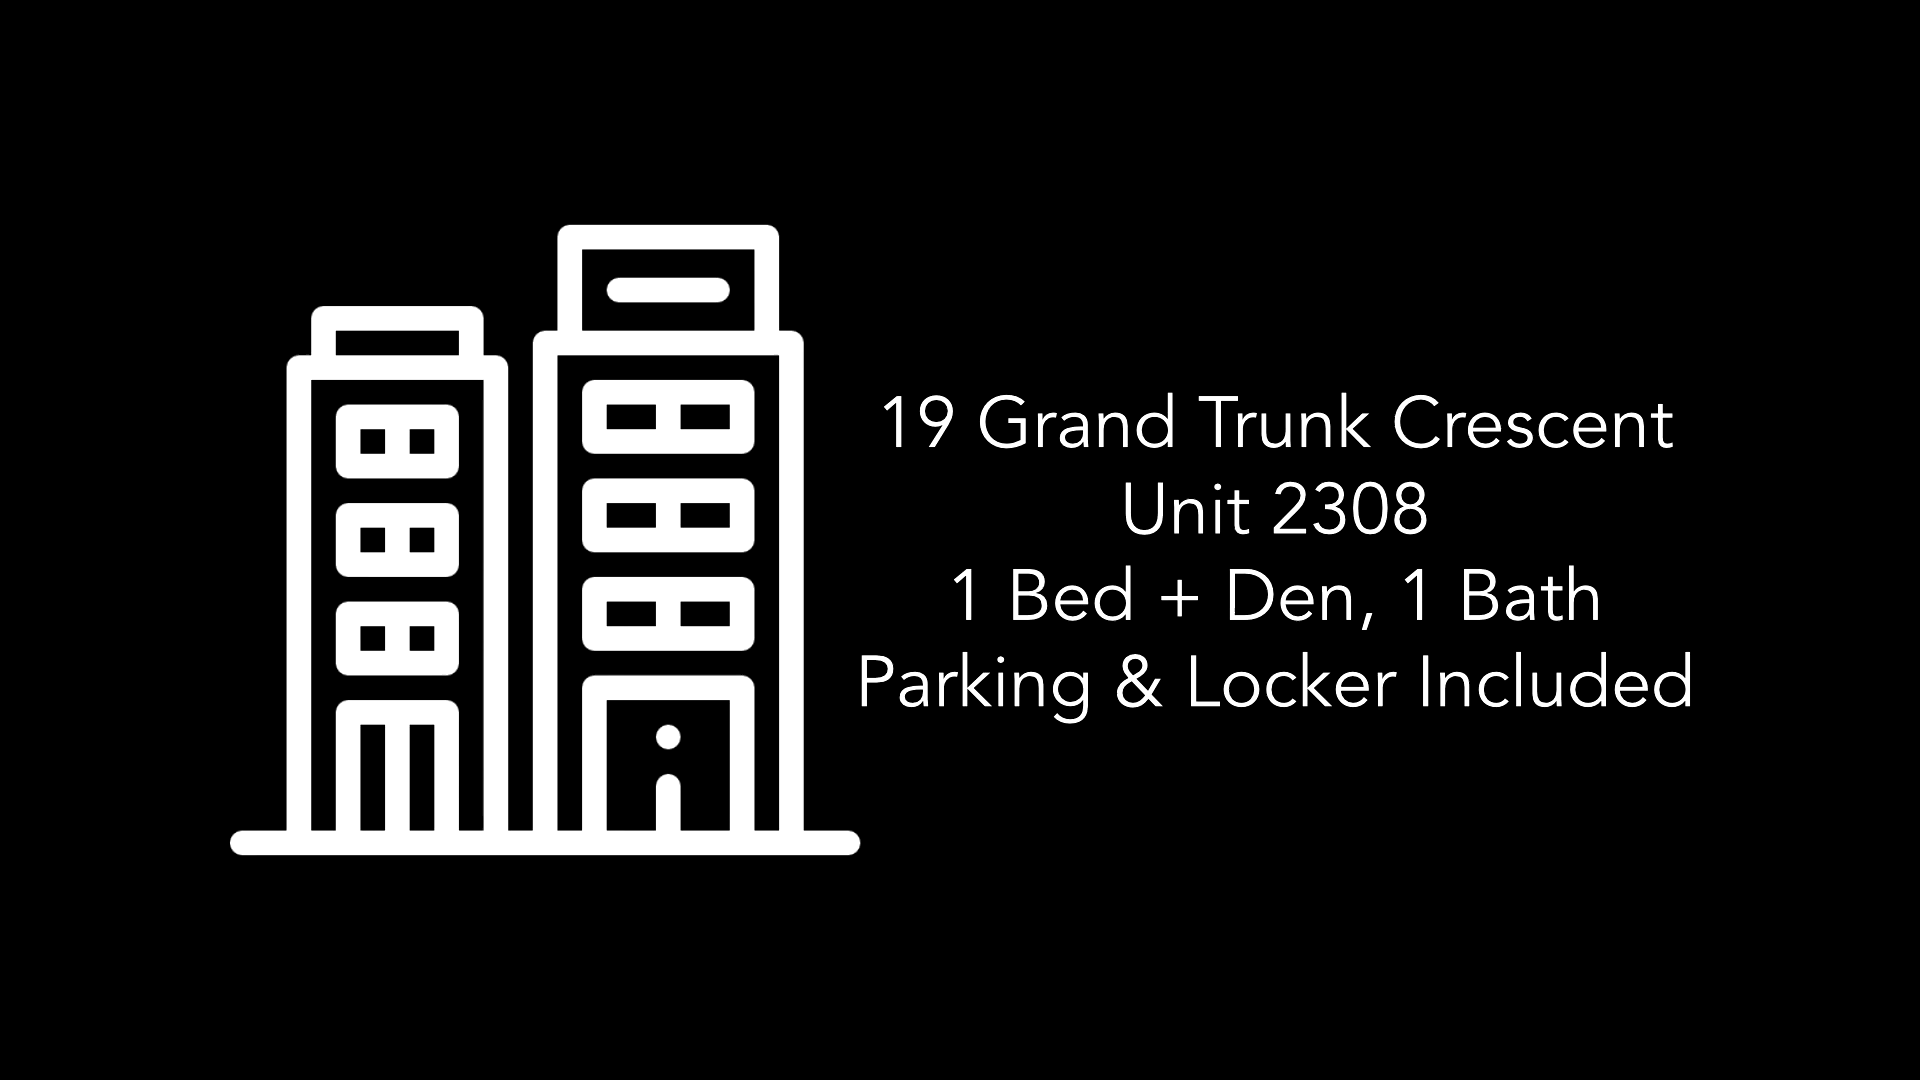 19 Grand Trunk Crescent
Unit 2308
1 Bed + Den, 1 Bath
Parking & Locker Included